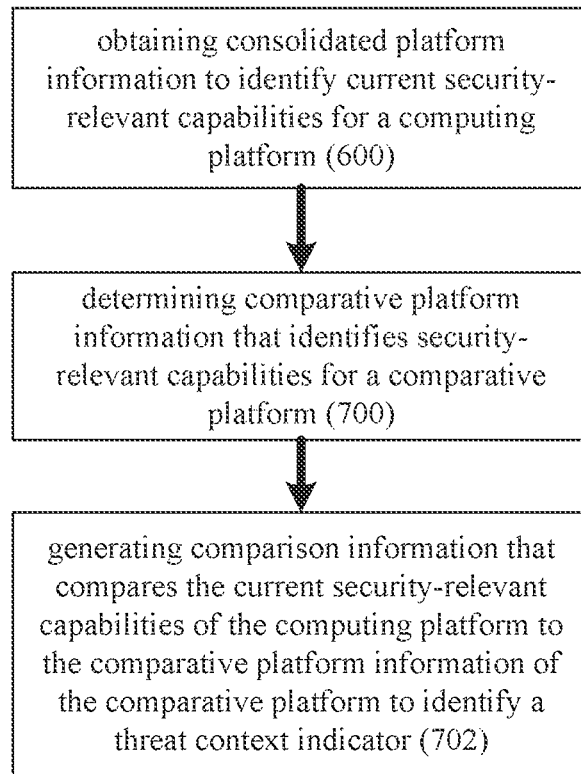 obtaining consolidated platform
information to identify current security-
relevant capabilities for a computing
platform (600)
determining comparative platform
information that identifies security-
relevant capabilities for a comparative
platform (700)
generating comparison information that
compares the current security-relevant
capabilities of the computing platform to
the comparative platform information of
the comparative platform to identify a
threat context indicator (702)